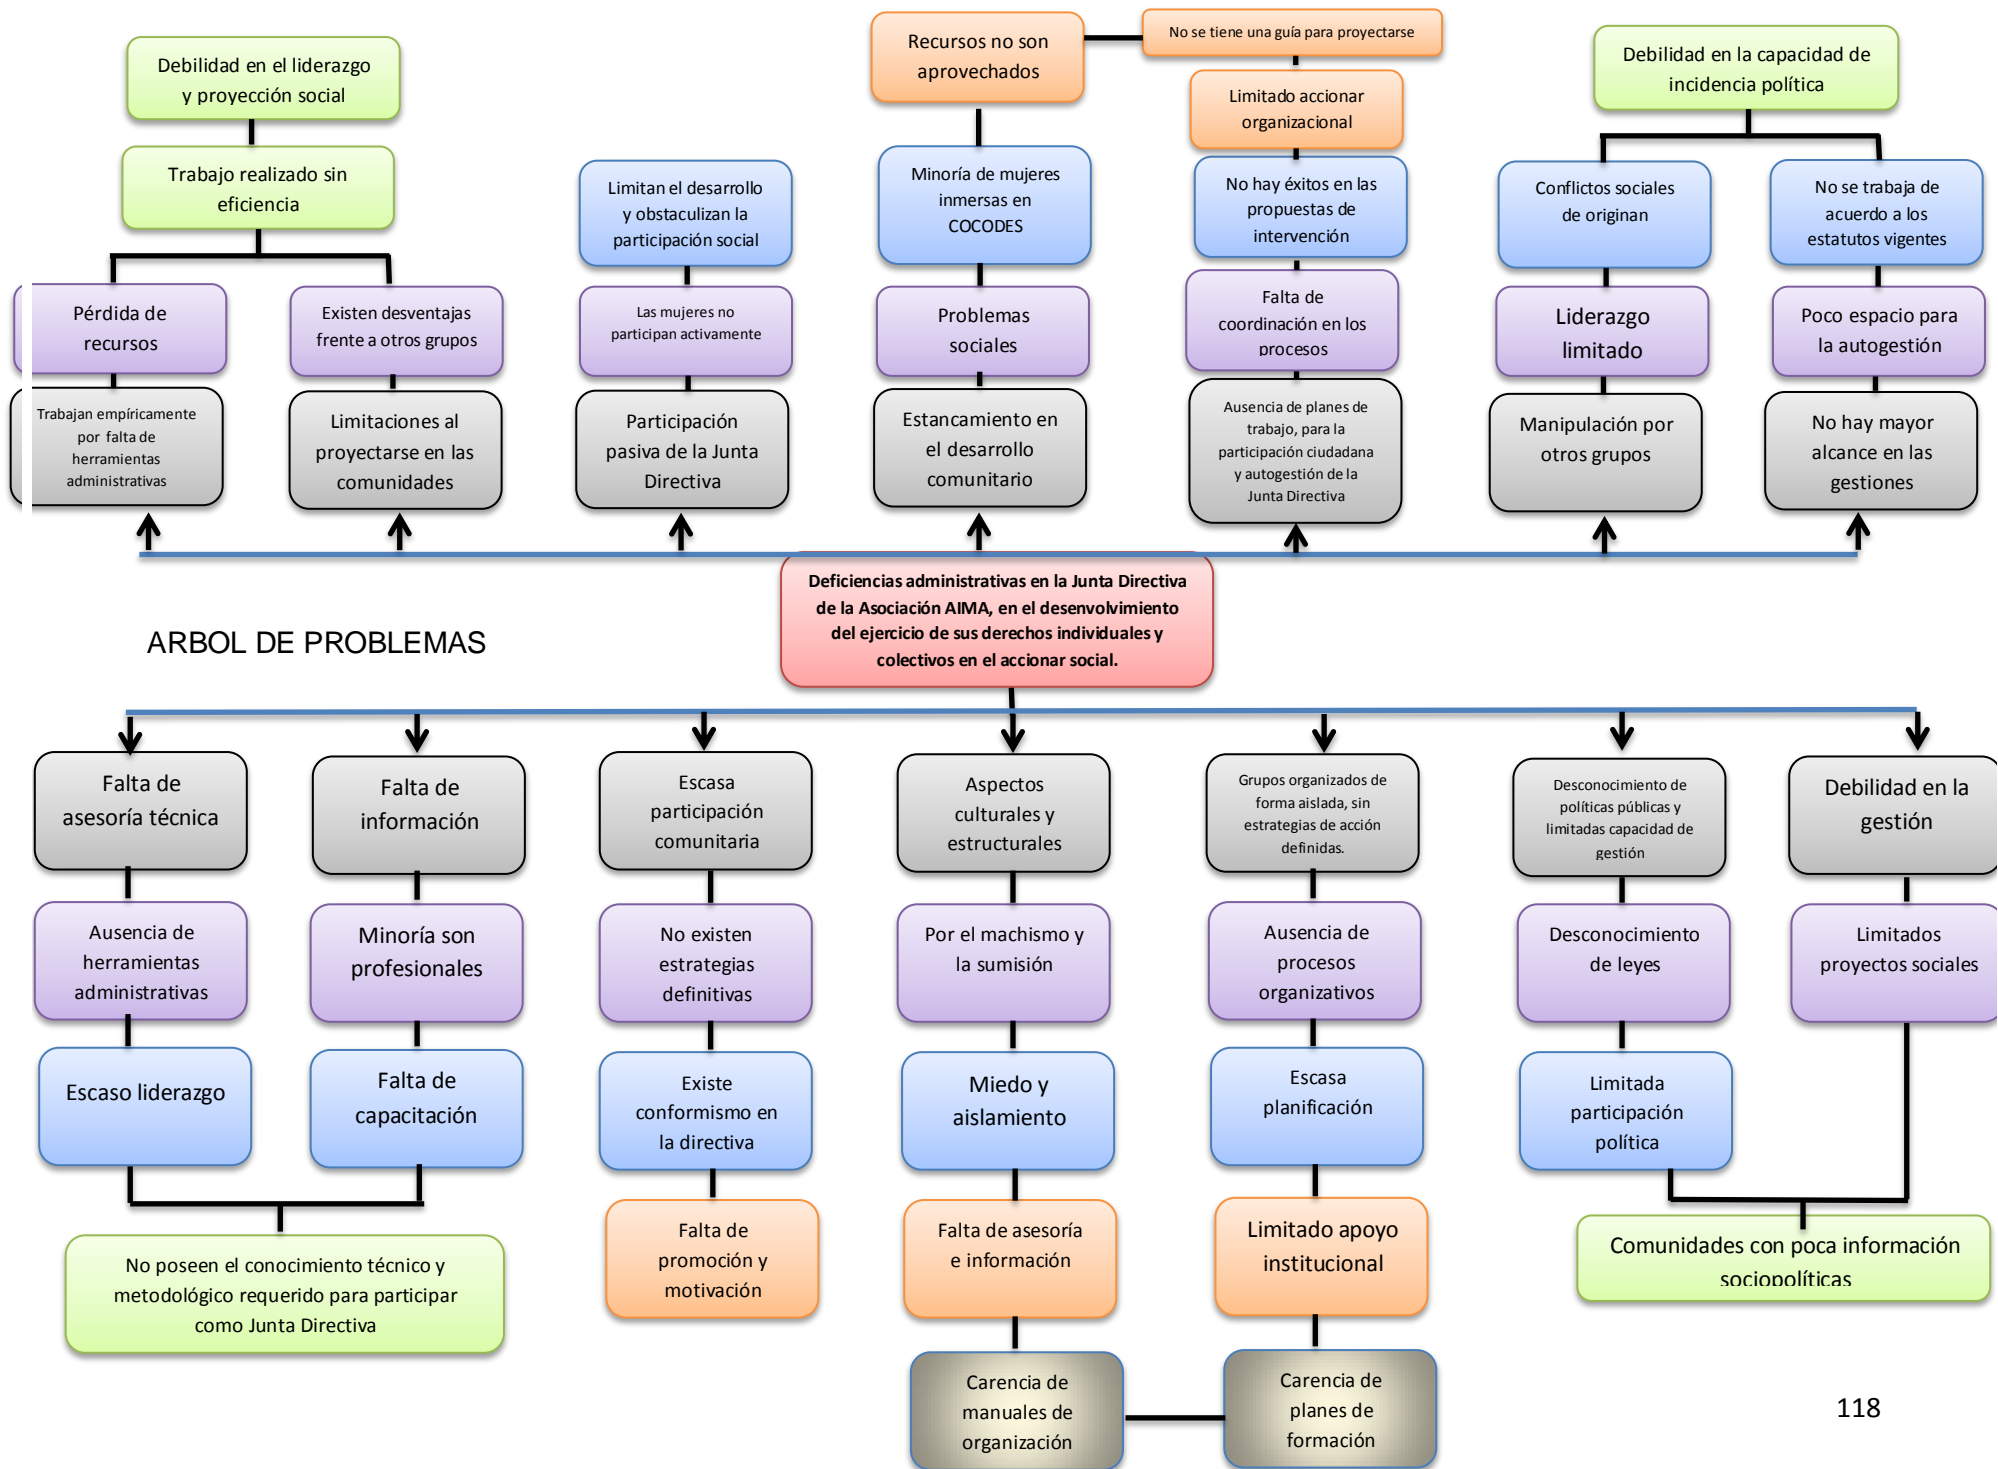 Debilidad en el liderazgo
y proyección social
Recursos no son
aprovechados
No se tiene una guía para proyectarse
Debilidad en la capacidad de
incidencia política
Limitado accionar
organizacional
Trabajo realizado sin
eficiencia
Limitan el desarrollo
y obstaculizan la
participación social
Minoría de mujeres
inmersas en
COCODES
No hay éxitos en las
propuestas de
intervención
Conflictos sociales
de originan
No se trabaja de
acuerdo a los
estatutos vigentes
Pérdida de
recursos
Existen desventajas
frente a otros grupos
Las mujeres no
participan activamente
Problemas
sociales
Falta de
coordinación en los
procesos
Liderazgo
limitado
Poco espacio para
la autogestión
Trabajan empíricamente
por falta de
herramientas
administrativas
Limitaciones al
proyectarse en las
comunidades
Participación
pasiva de la Junta
Directiva
Estancamiento en
el desarrollo
comunitario
Ausencia de planes de
trabajo, para la
participación ciudadana
y autogestión de la
Junta Directiva
Manipulación por
otros grupos
No hay mayor
alcance en las
gestiones
Deficiencias administrativas en la Junta Directiva
de la Asociación AIMA, en el desenvolvimiento
del ejercicio de sus derechos individuales y
colectivos en el accionar social.
ARBOL DE PROBLEMAS
Falta de
asesoría técnica
Falta de
información
Escasa
participación
comunitaria
Aspectos
culturales y
estructurales
Grupos organizados de
forma aislada, sin
estrategias de acción
definidas.
Desconocimiento de
políticas públicas y
limitadas capacidad de
gestión
Debilidad en la
gestión
Ausencia de
herramientas
administrativas
Minoría son
profesionales
No existen
estrategias
definitivas
Por el machismo y
la sumisión
Ausencia de
procesos
organizativos
Desconocimiento
de leyes
Limitados
proyectos sociales
Escaso liderazgo
Falta de
capacitación
Existe
conformismo en
la directiva
Miedo y
aislamiento
Escasa
planificación
Limitada
participación
política
No poseen el conocimiento técnico y
metodológico requerido para participar
como Junta Directiva
Falta de
promoción y
motivación
Falta de asesoría
e información
Limitado apoyo
institucional
Comunidades con poca información
sociopolíticas
Carencia de
manuales de
organización
Carencia de
planes de
formación
118